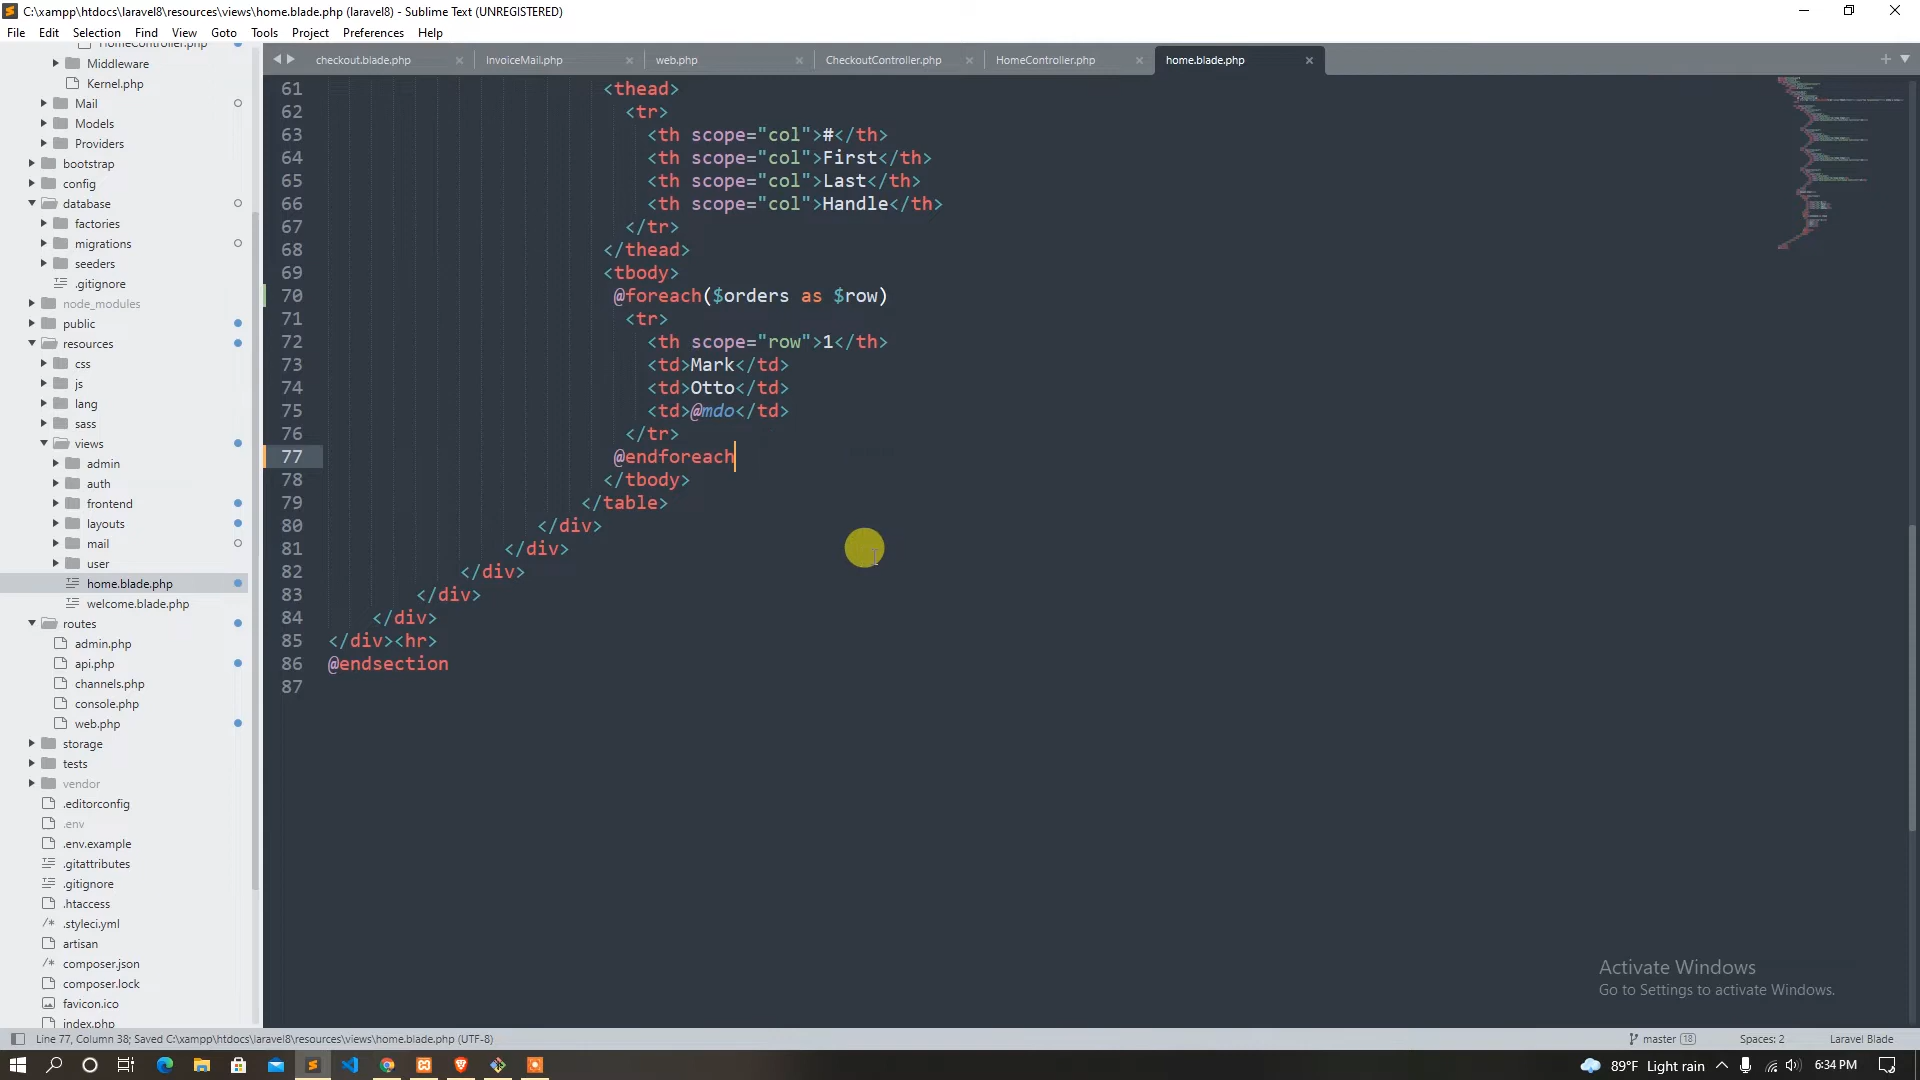 C:\xampp\htdocs\laravel8\resources\views\home.blade.php (laravel8) - Sublime Text (UNREGISTERED)
File Edit Selection Find View Goto Tools Project Preferences Help
HomeController.php
Middleware
Kernel.php
Mail
Models
Providers
bootstrap
config
database
factories
migrations
seeders
.gitignore
node_modules
public
resources
css
js
lang
sass
views
admin
auth
frontend
layouts
mail
user
home.blade.php
welcome.blade.php
routes
admin.php
api.php
channels.php
console.php
web.php
storage
tests
vendor
.editorconfig
.env
.env.example
.gitattributes
.gitignore
.htaccess
.styleci.yml
artisan
composer.json
composer.lock
favicon.ico
index.php
checkout.blade.php InvoiceMail.php web.php CheckoutController.php HomeController.php home.blade.php
61 <thead>
62 <tr>
63 <th scope="col">#</th>
64 <th scope="col">First</th>
65 <th scope="col">Last</th>
66 <th scope="col">Handle</th>
67 </tr>
68 </thead>
69 <tbody>
70 @foreach($orders as $row)
71 <tr>
72 <th scope="row">1</th>
73 <td>Mark</td>
74 <td>Otto</td>
75 <td>@mdo</td>
76 </tr>
77 @endforeach
78 </tbody>
79 </table>
80 </div>
81 </div>
82 </div>
83 </div>
84 </div>
85 </div><hr>
86 @endsection
87
Activate Windows
Go to Settings to activate Windows.
Line 77, Column 38; Saved C:\xampp\htdocs\laravel8\resources\views\home.blade.php (UTF-8) master 18 Spaces: 2 Laravel Blade
89°F Light rain 6:34 PM